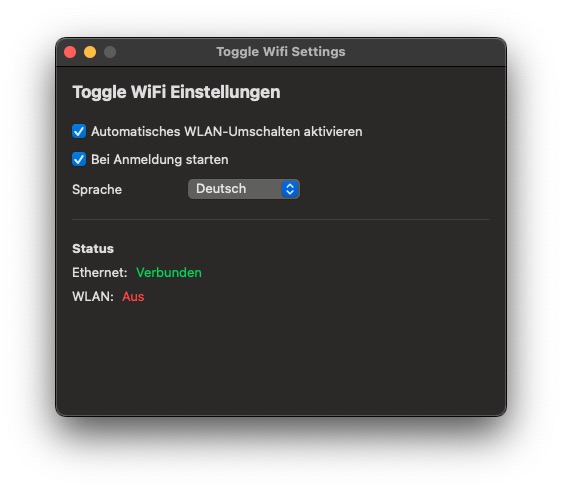 Toggle Wifi Settings
Toggle WiFi Einstellungen
Automatisches WLAN-Umschalten aktivieren
Bei Anmeldung starten
Sprache Deutsch
Status
Ethernet: Verbunden
WLAN: Aus